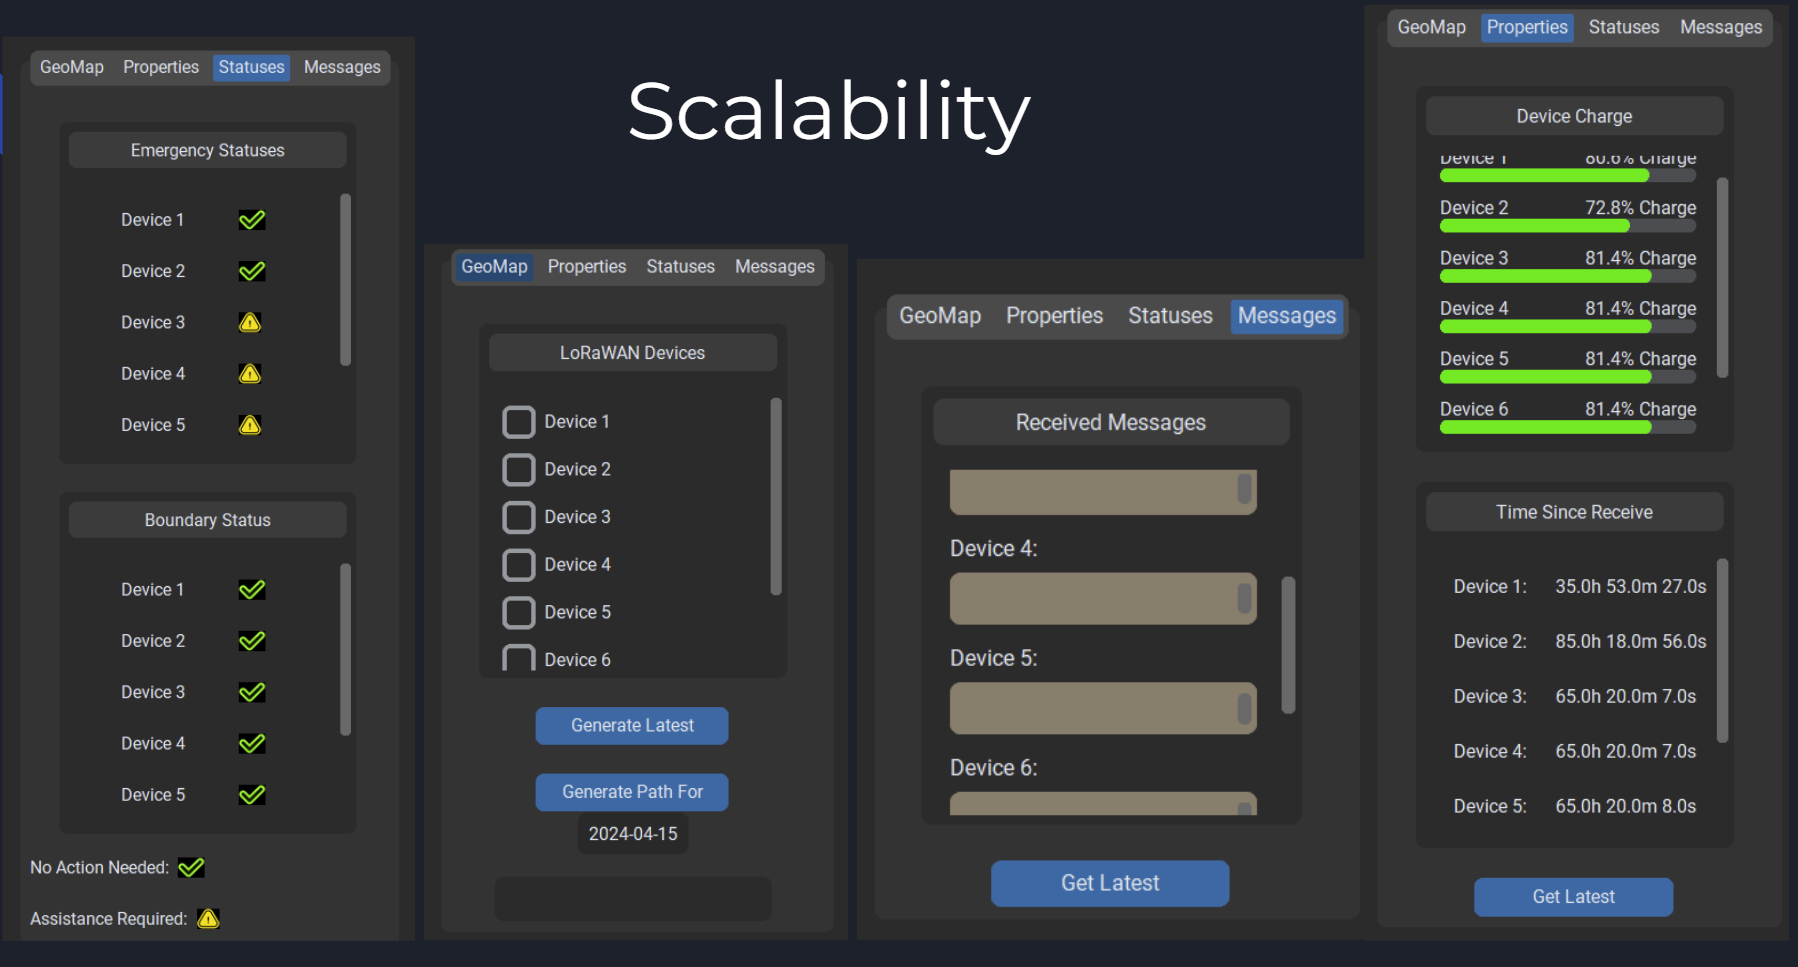 Scalability
GeoMap Properties Statuses Messages
Emergency Statuses
Device 1
Device 2
Device 3
Device 4
Device 5
Boundary Status
Device 1
Device 2
Device 3
Device 4
Device 5
No Action Needed:
Assistance Required:
GeoMap Properties Statuses Messages
LoRaWAN Devices
Device 1
Device 2
Device 3
Device 4
Device 5
Device 6
Generate Latest
Generate Path For
2024-04-15
GeoMap Properties Statuses Messages
Received Messages
Device 4:
Device 5:
Device 6:
Get Latest
GeoMap Properties Statuses Messages
Device Charge
Device 1 80.6% Charge
Device 2 72.8% Charge
Device 3 81.4% Charge
Device 4 81.4% Charge
Device 5 81.4% Charge
Device 6 81.4% Charge
Time Since Receive
Device 1: 35.0h 53.0m 27.0s
Device 2: 85.0h 18.0m 56.0s
Device 3: 65.0h 20.0m 7.0s
Device 4: 65.0h 20.0m 7.0s
Device 5: 65.0h 20.0m 8.0s
Get Latest